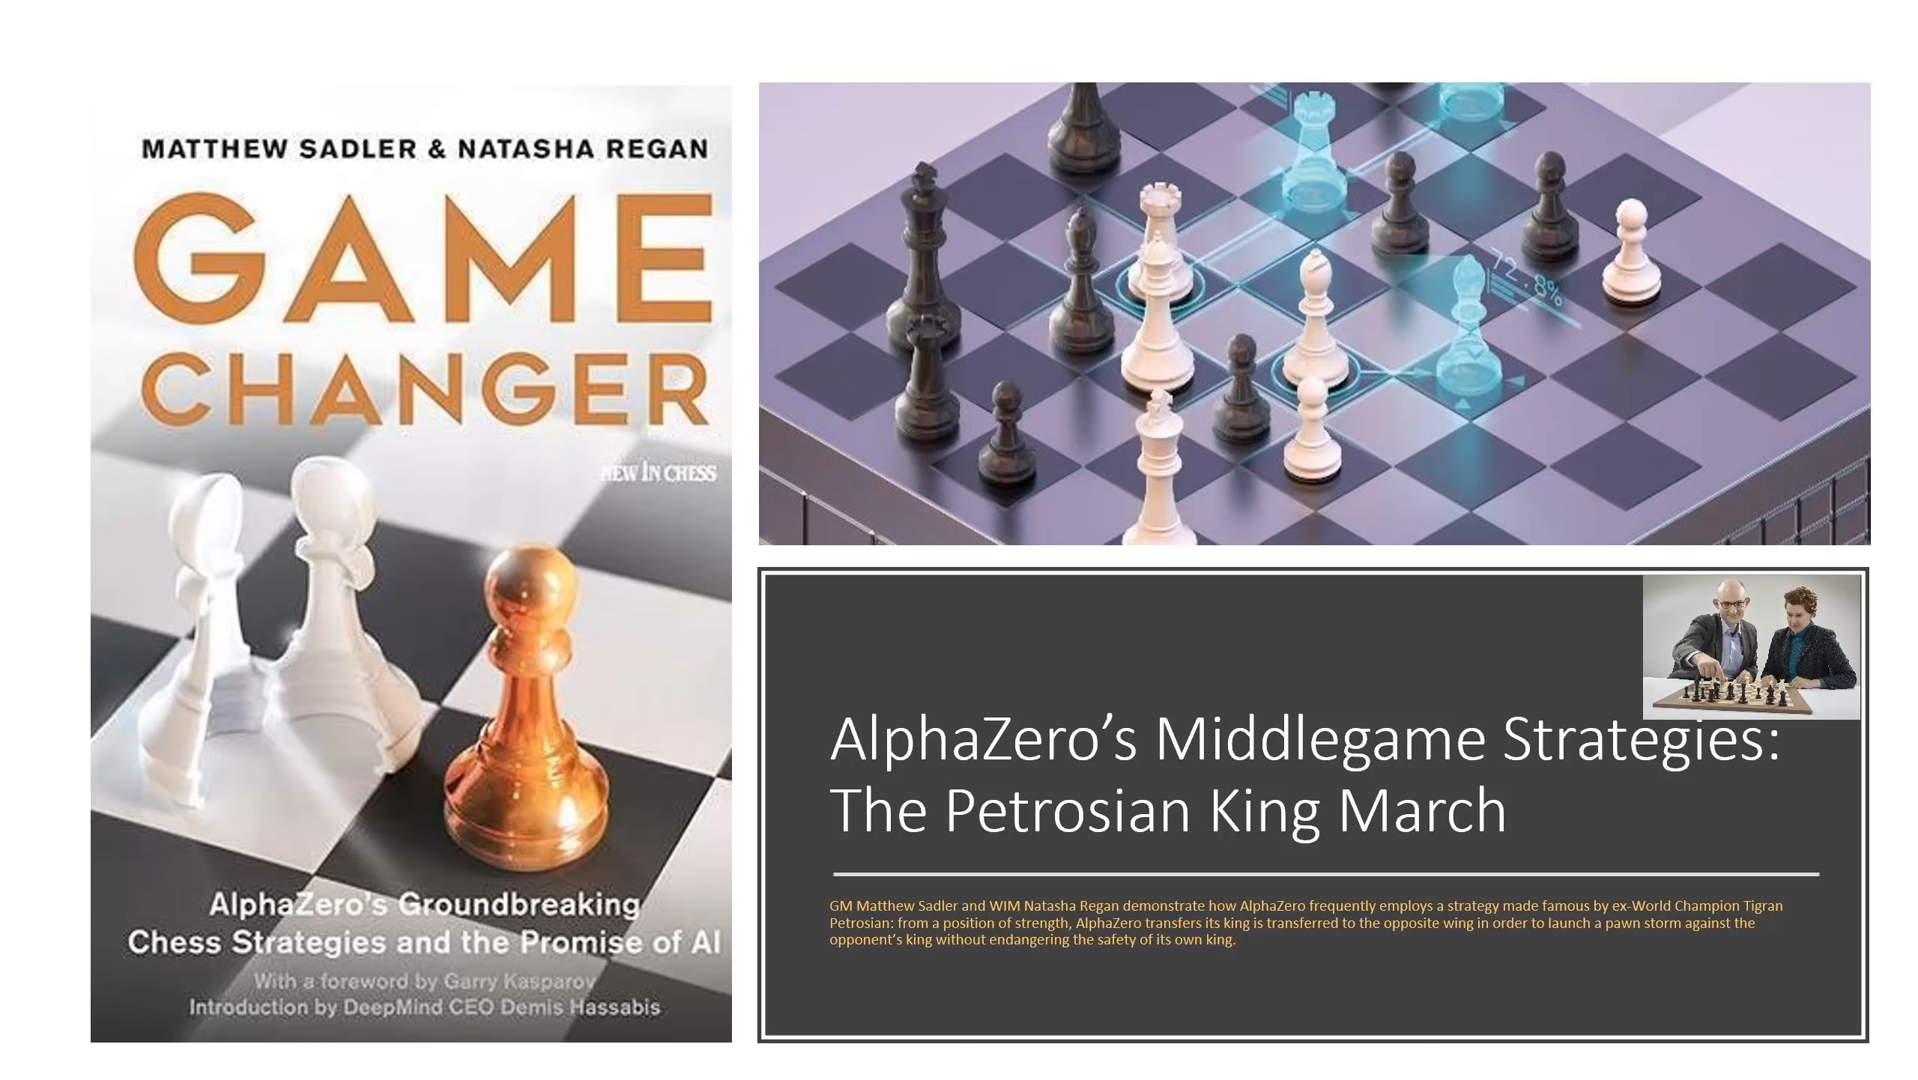 MATTHEW SADLER & NATASHA REGAN
GAME
CHANGER
NEW IN CHESS
AlphaZero's Groundbreaking
Chess Strategies and the Promise of AI
With a foreword by Garry Kasparov
Introduction by DeepMind CEO Demis Hassabis
72.8%
AlphaZero’s Middlegame Strategies:
The Petrosian King March
GM Matthew Sadler and WIM Natasha Regan demonstrate how AlphaZero frequently employs a strategy made famous by ex-World Champion Tigran
Petrosian: from a position of strength, AlphaZero transfers its king is transferred to the opposite wing in order to launch a pawn storm against the
opponent’s king without endangering the safety of its own king.